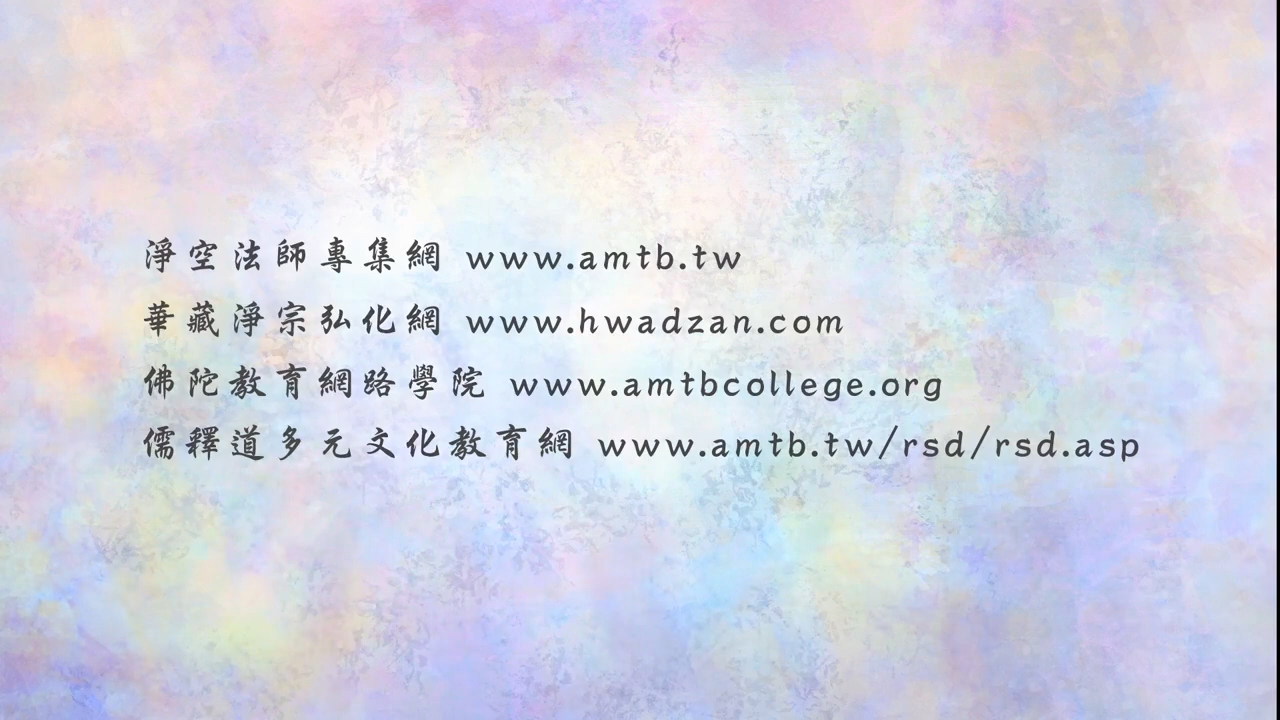 淨空法師專集網 www.amtb.tw
華藏淨宗弘化網 www.hwadzan.com
佛陀教育網路學院 www.amtbcollege.org
儒釋道多元文化教育網 www.amtb.tw/rsd/rsd.asp